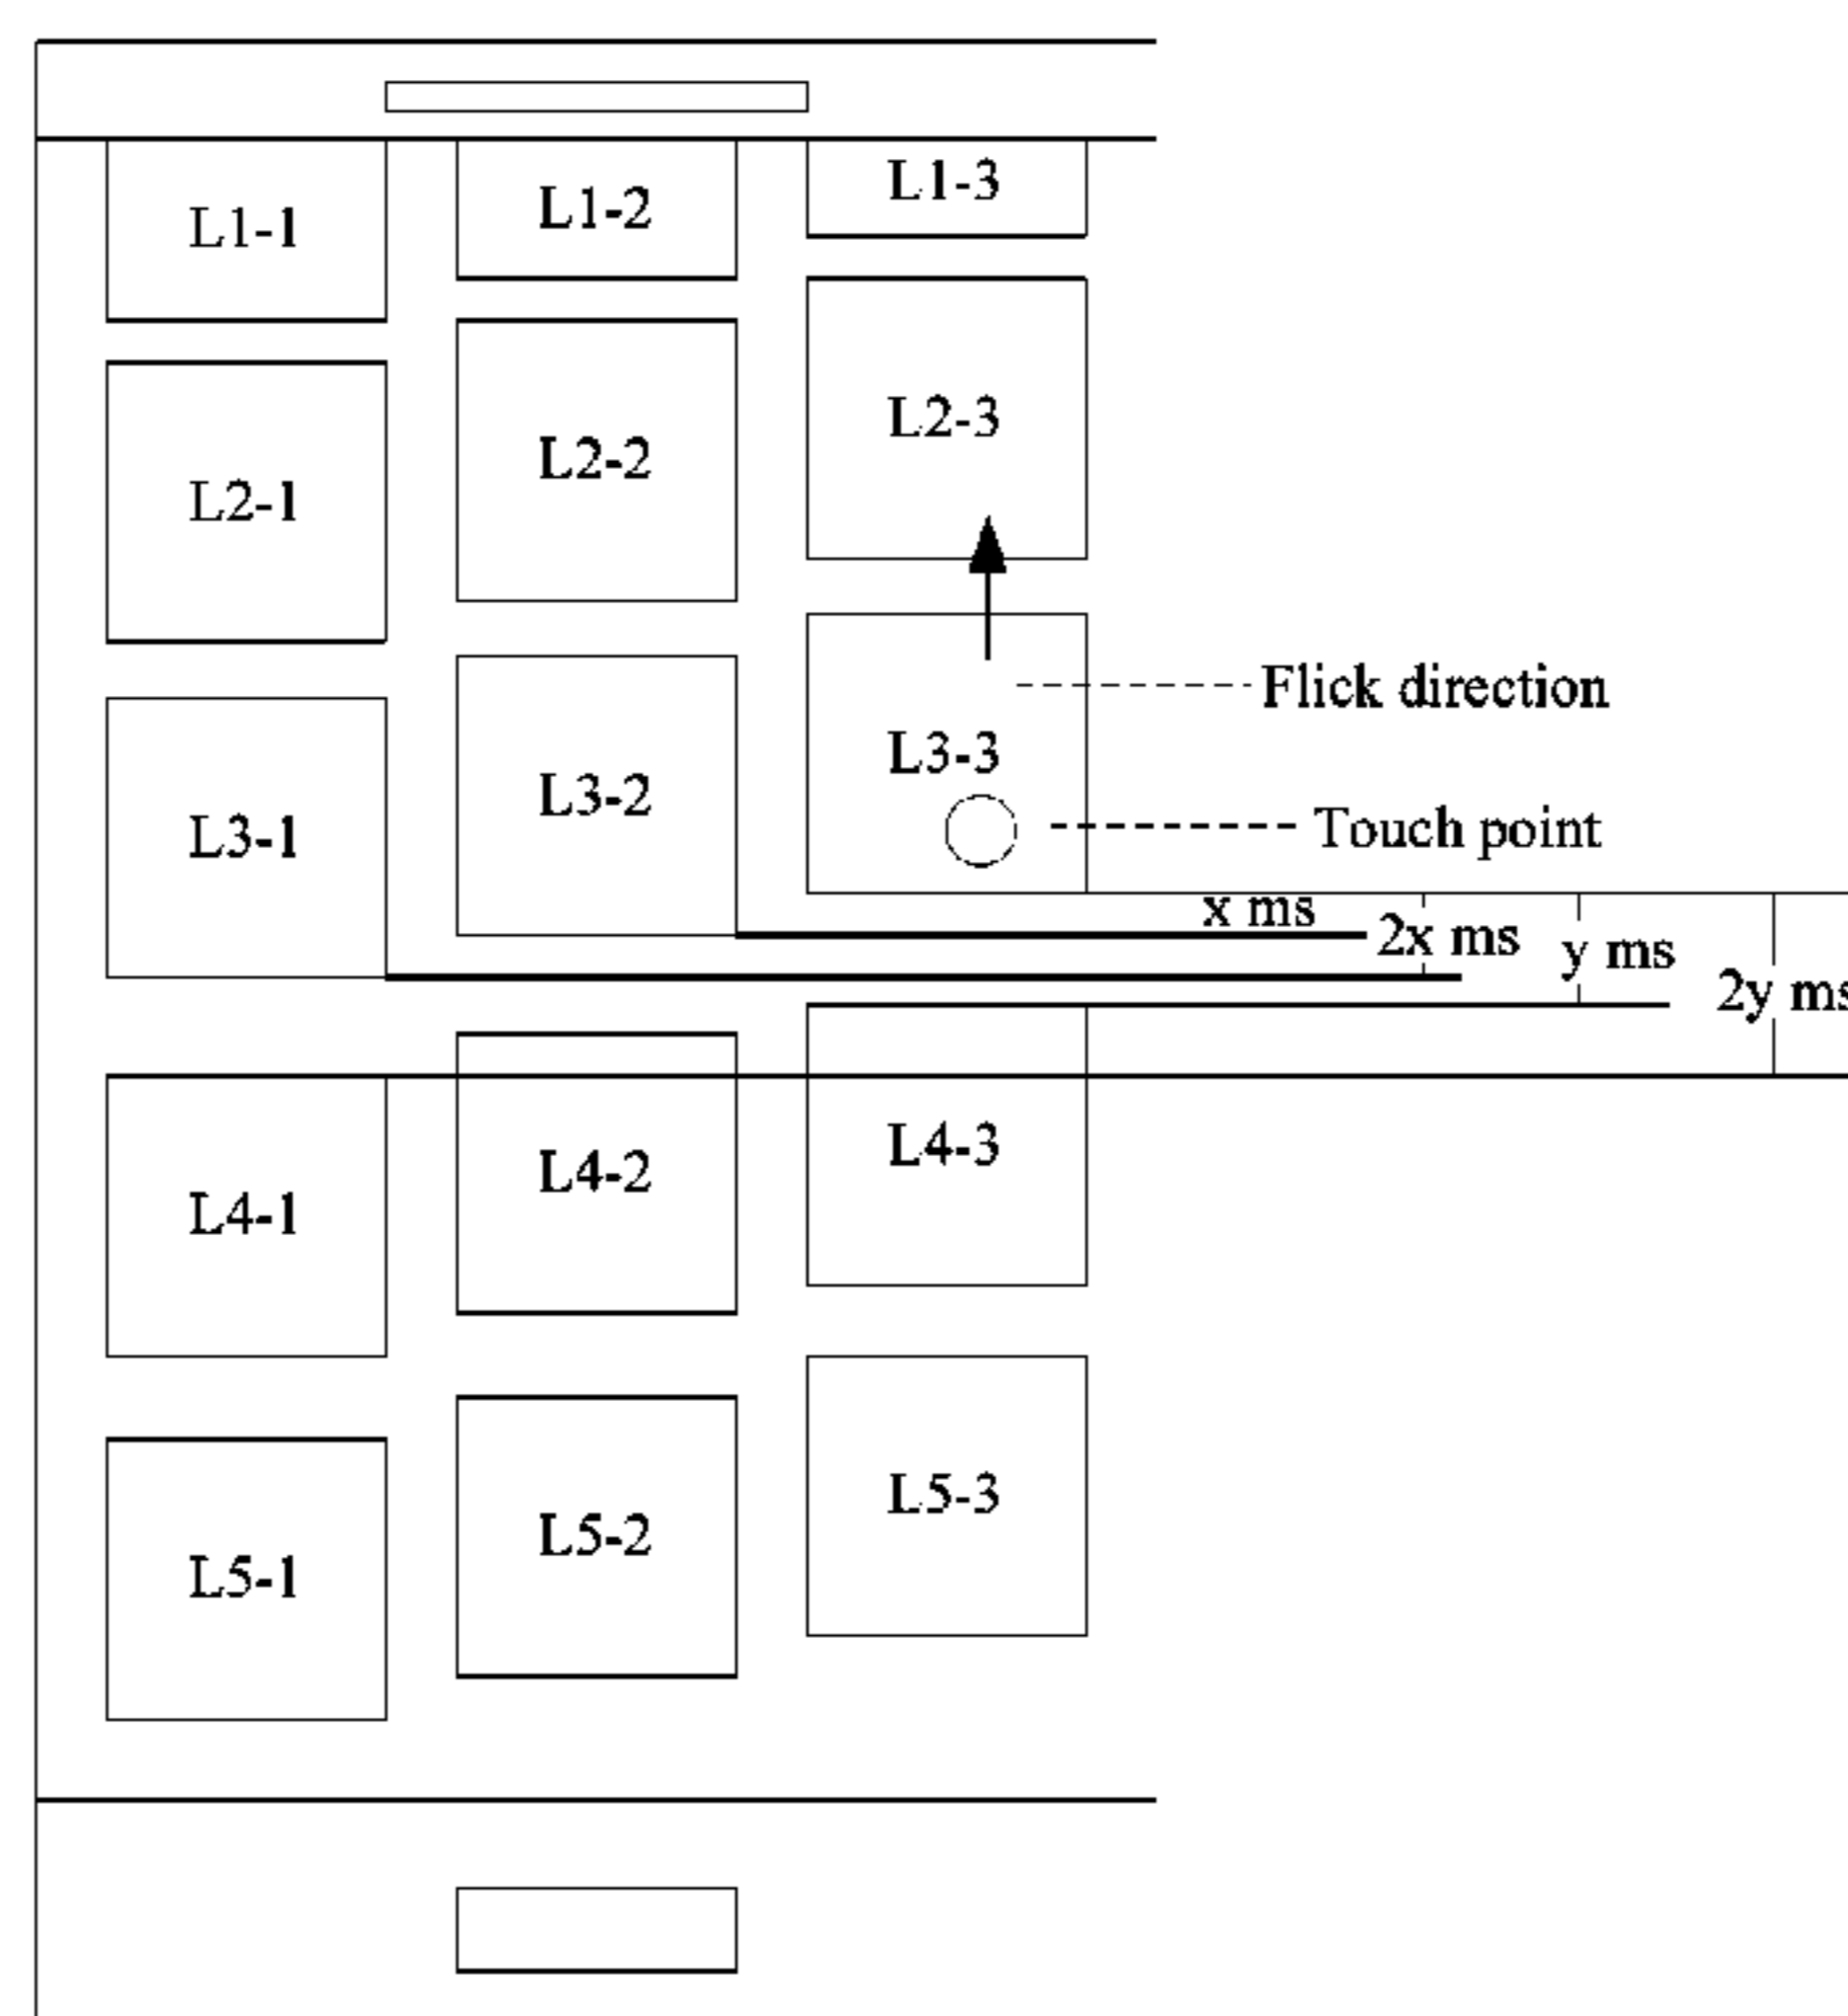 L1-1 L1-2 L1-3
L2-1 L2-2 L2-3
Flick direction
L3-1 L3-2 L3-3
Touch point
x ms
2x ms
y ms
2y ms
L4-1 L4-2 L4-3
L5-1 L5-2 L5-3